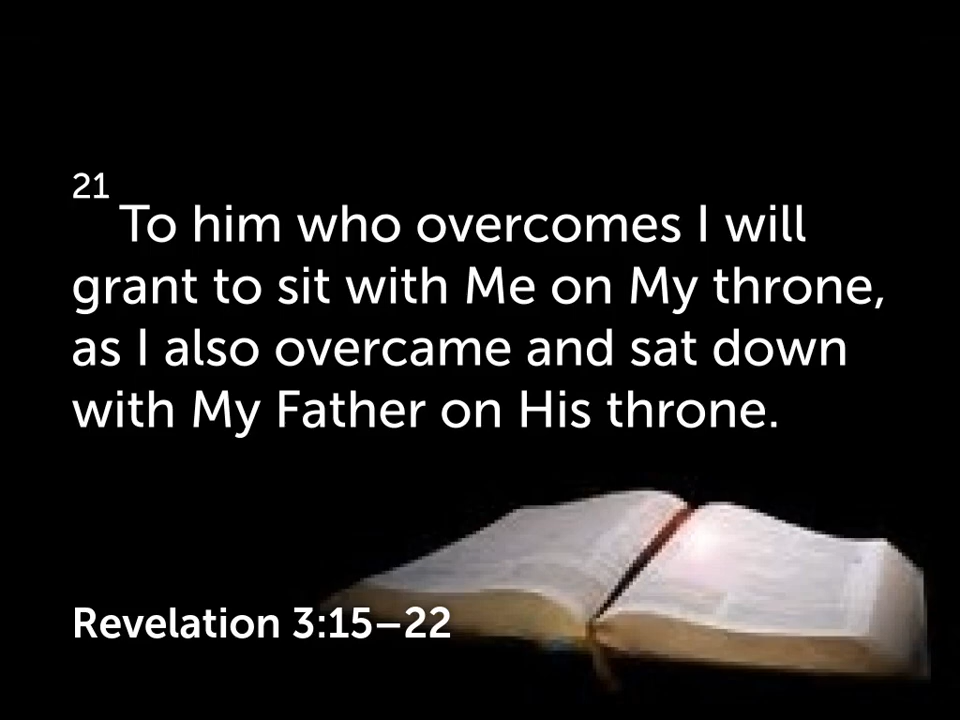 21
To him who overcomes I will
grant to sit with Me on My throne,
as I also overcame and sat down
with My Father on His throne.
Revelation 3:15–22